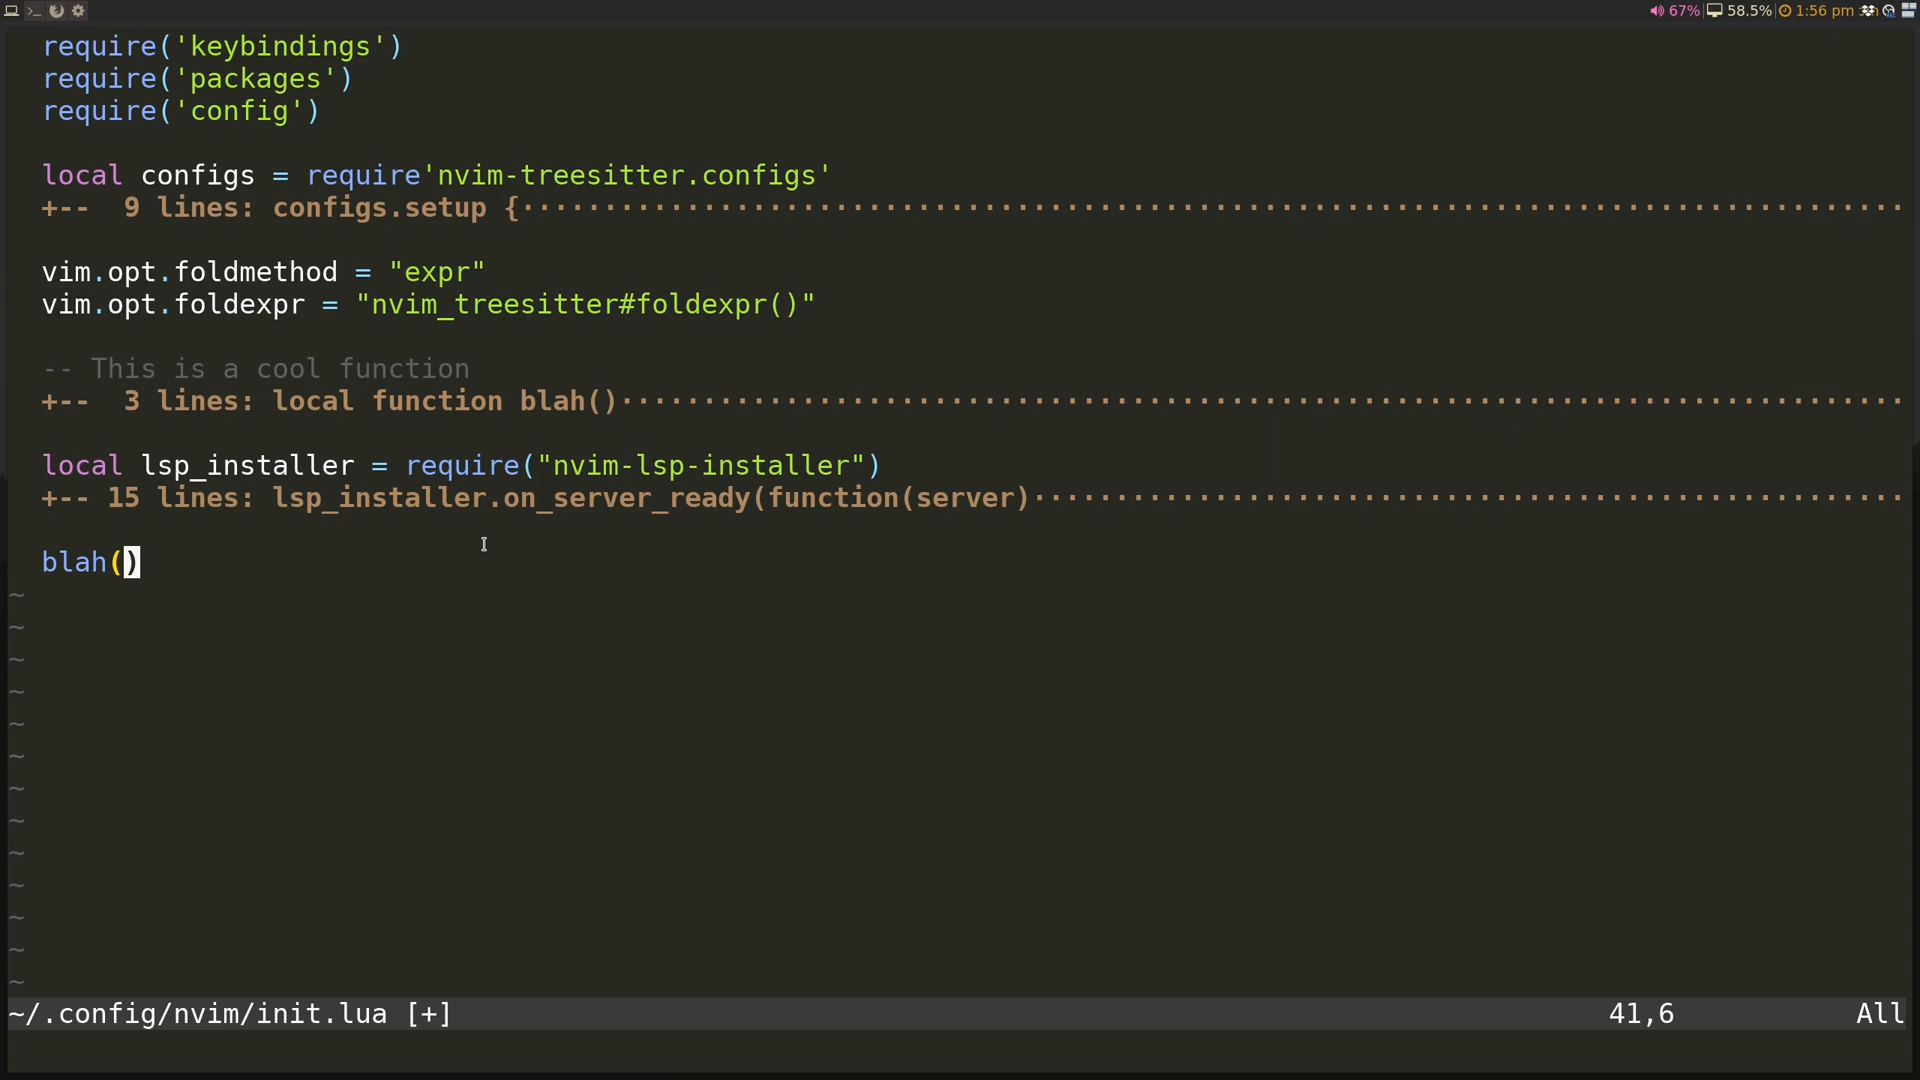 67% 58.5% 1:56 pm
require('keybindings')
require('packages')
require('config')
local configs = require'nvim-treesitter.configs'
+--  9 lines: configs.setup {·····················································································
vim.opt.foldmethod = "expr"
vim.opt.foldexpr = "nvim_treesitter#foldexpr()"
-- This is a cool function
+--  3 lines: local function blah()···············································································
local lsp_installer = require("nvim-lsp-installer")
+-- 15 lines: lsp_installer.on_server_ready(function(server)·····················································
blah()
~
~
~
~
~
~
~
~
~
~
~
~
~
~/.config/nvim/init.lua [+] 41,6 All